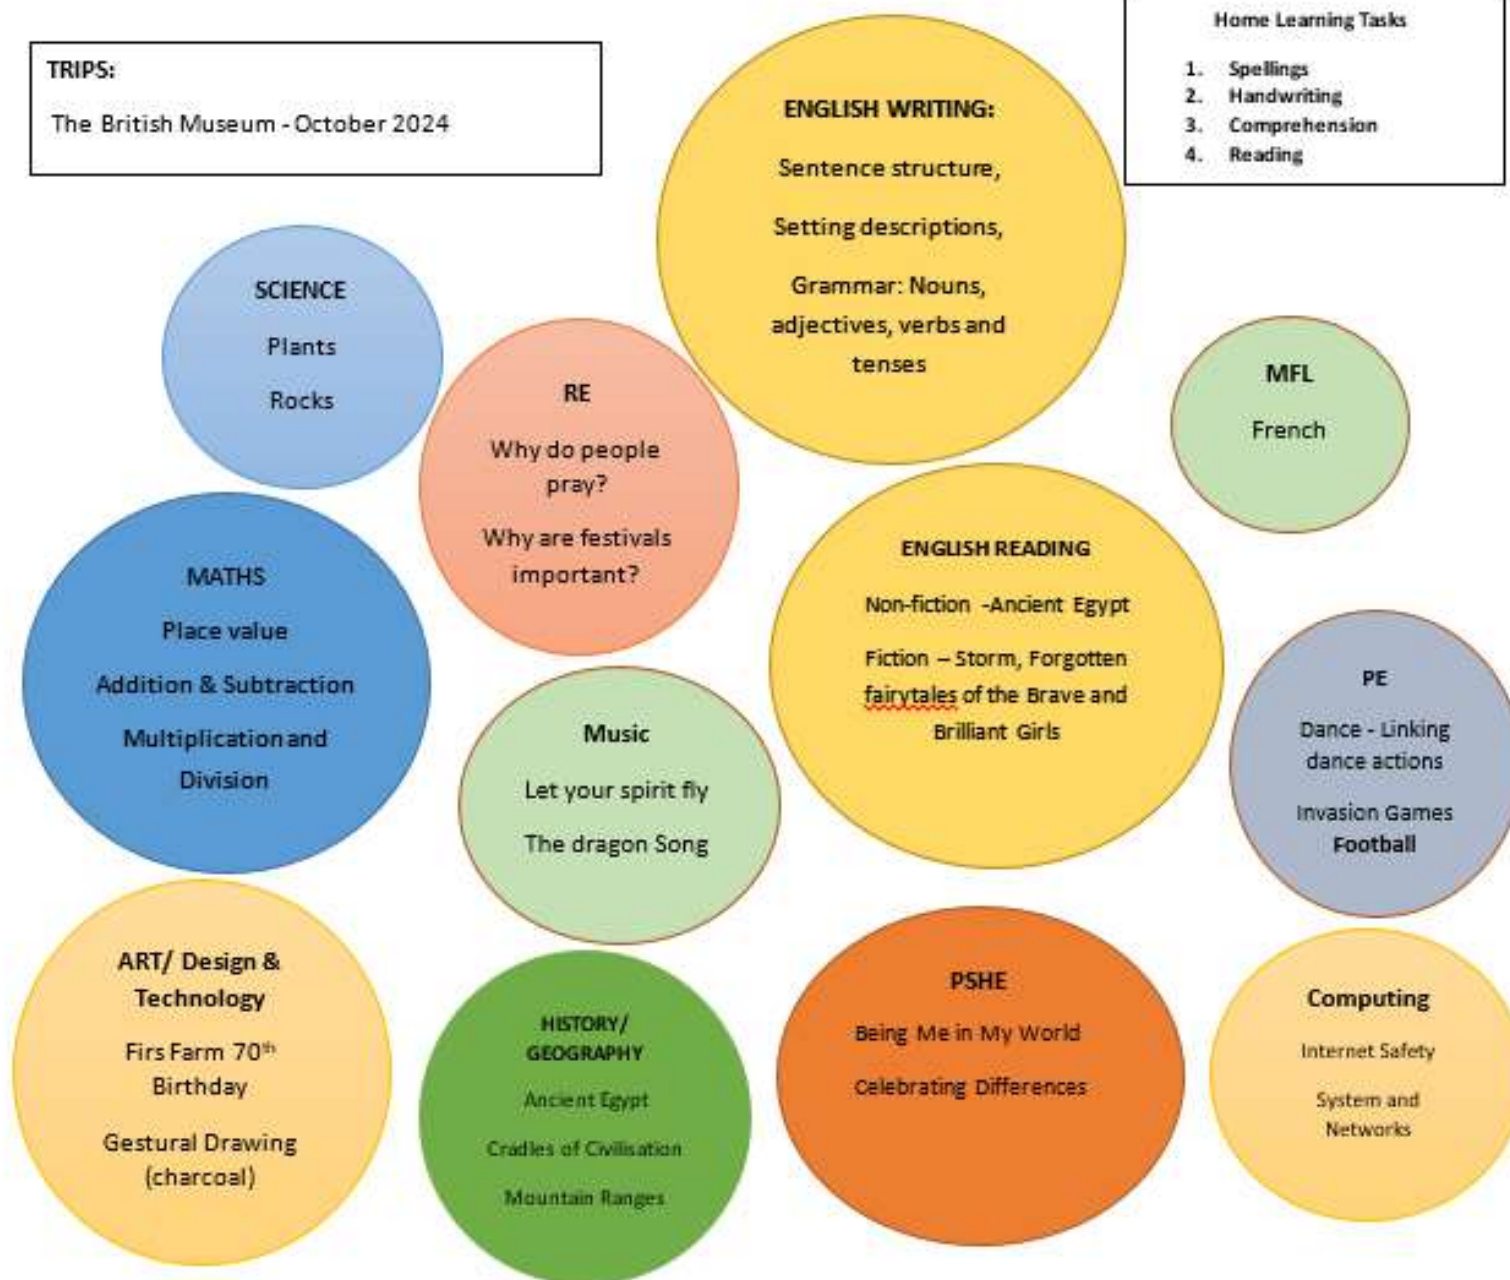 TRIPS:
The British Museum - October 2024
Home Learning Tasks
1. Spellings
2. Handwriting
3. Comprehension
4. Reading
ENGLISH WRITING:
Sentence structure,
Setting descriptions,
Grammar: Nouns,
adjectives, verbs and
tenses
SCIENCE
Plants
Rocks
RE
Why do people
pray?
Why are festivals
important?
MFL
French
MATHS
Place value
Addition & Subtraction
Multiplication and
Division
ENGLISH READING
Non-fiction -Ancient Egypt
Fiction – Storm, Forgotten
fairytales of the Brave and
Brilliant Girls
Music
Let your spirit fly
The dragon Song
PE
Dance - Linking
dance actions
Invasion Games
Football
ART/ Design &
Technology
Firs Farm 70th
Birthday
Gestural Drawing
(charcoal)
HISTORY/
GEOGRAPHY
Ancient Egypt
Cradles of Civilisation
Mountain Ranges
PSHE
Being Me in My World
Celebrating Differences
Computing
Internet Safety
System and
Networks